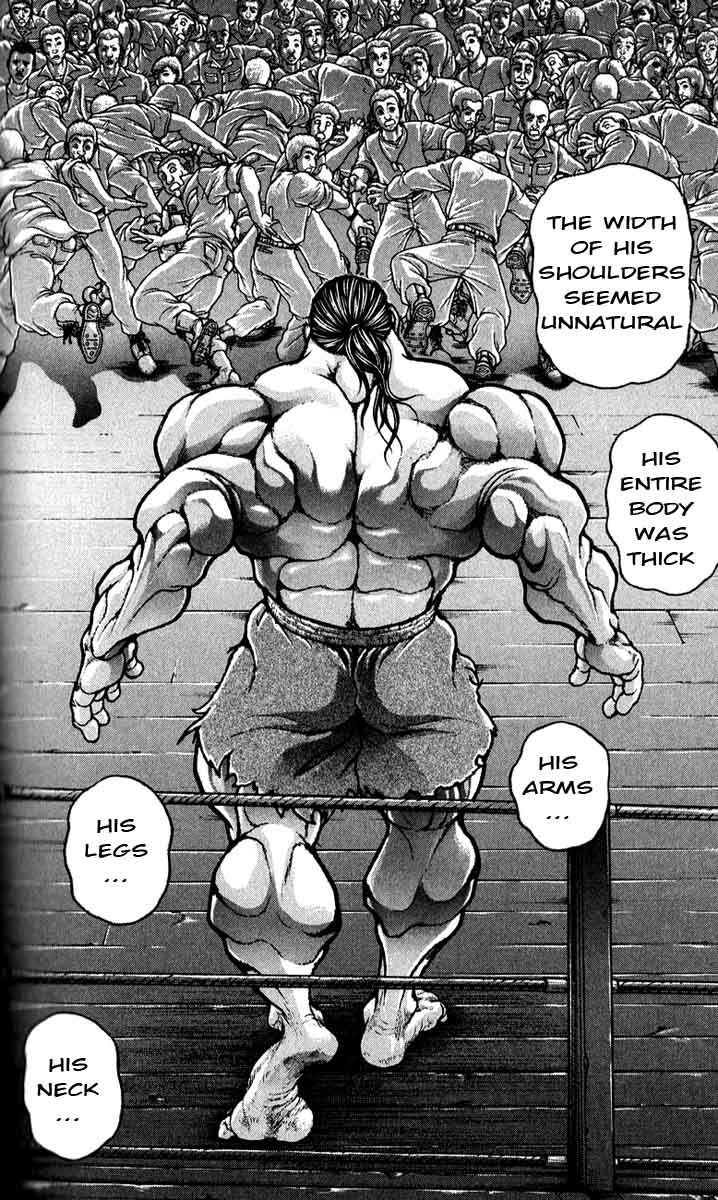 THE WIDTH
OF HIS
SHOULDERS
SEEMED
UNNATURAL
HIS
ENTIRE
BODY
WAS
THICK
HIS
ARMS
...
HIS
LEGS
...
HIS
NECK
...